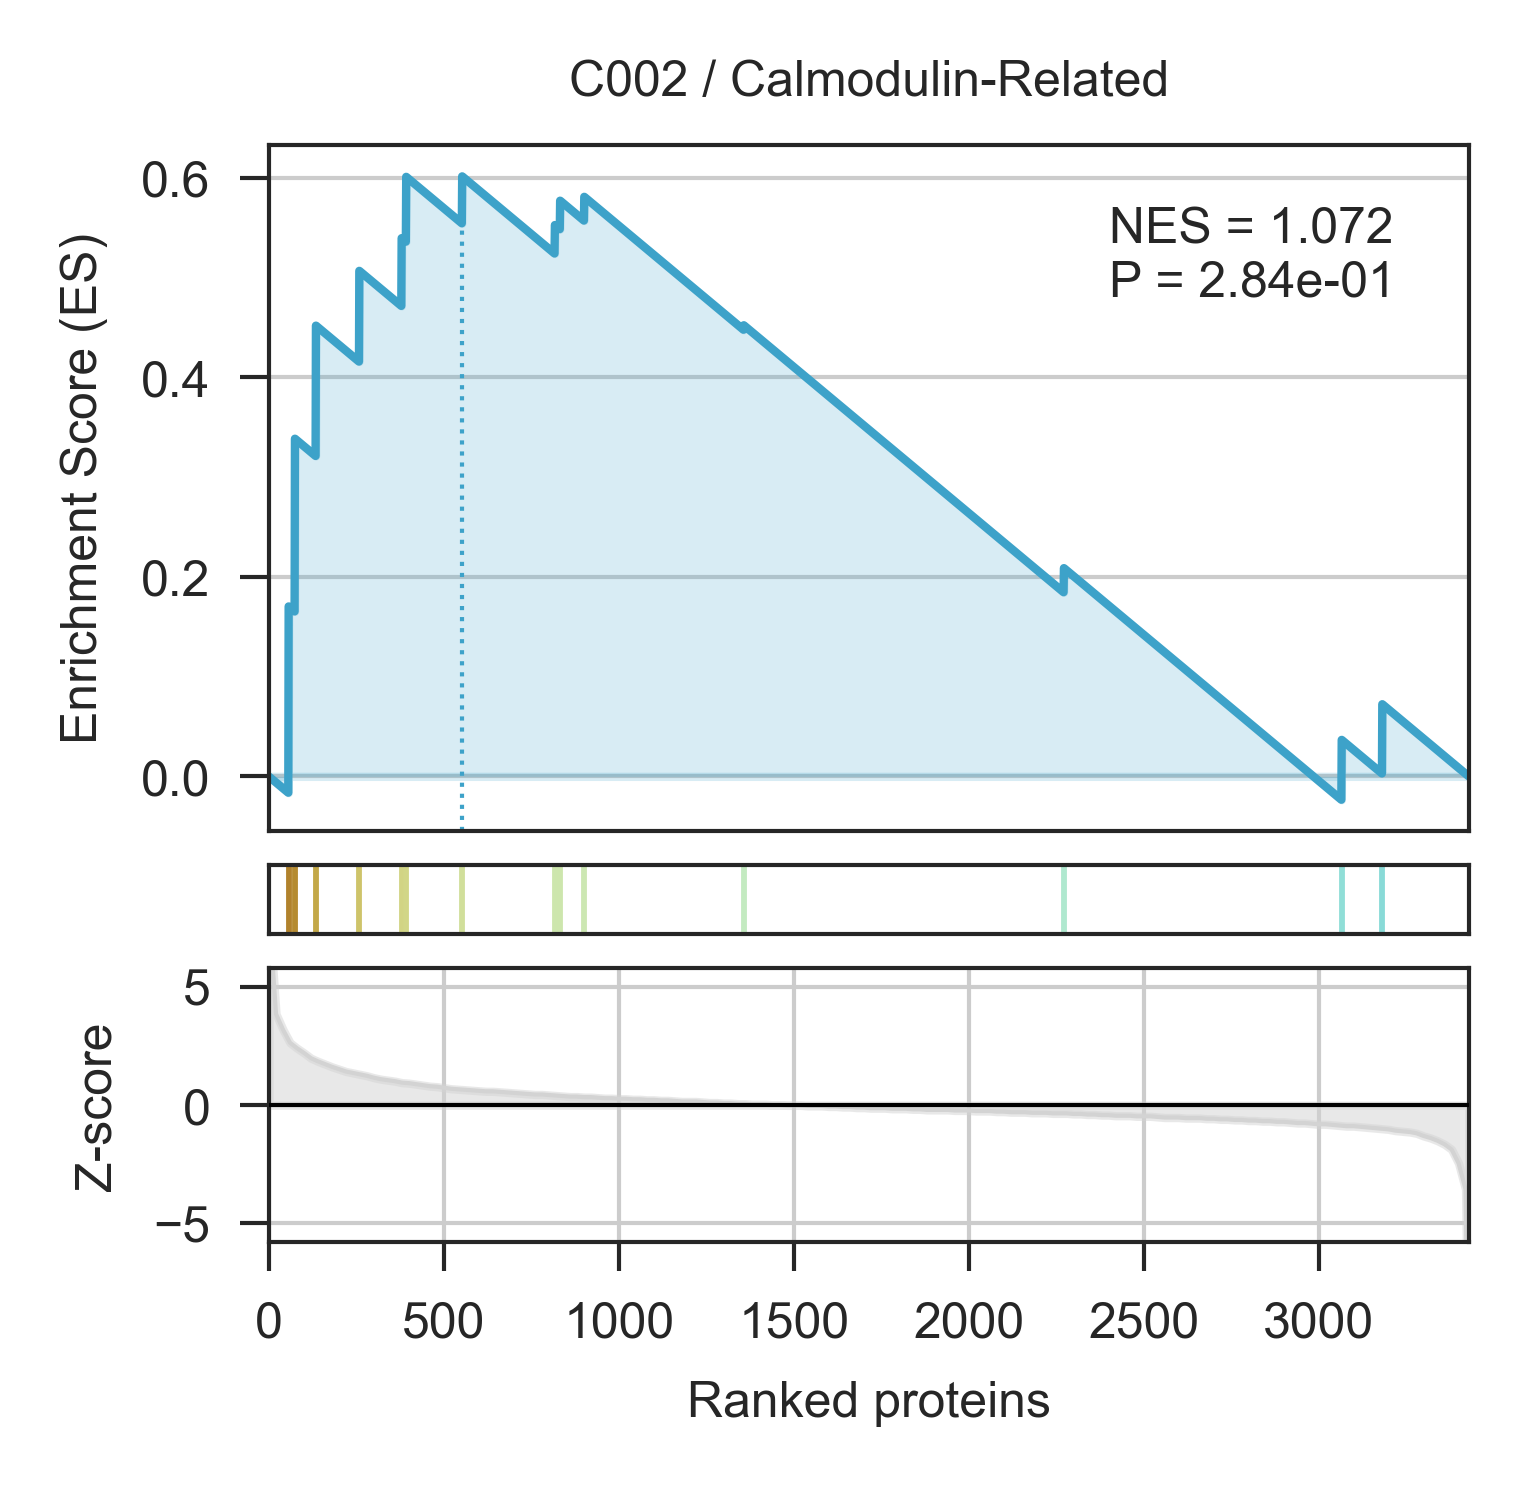 C002 / Calmodulin-Related
Enrichment Score (ES)
0.6
0.4
0.2
0.0
NES = 1.072
P = 2.84e-01
Z-score
5
0
−5
0 500 1000 1500 2000 2500 3000
Ranked proteins